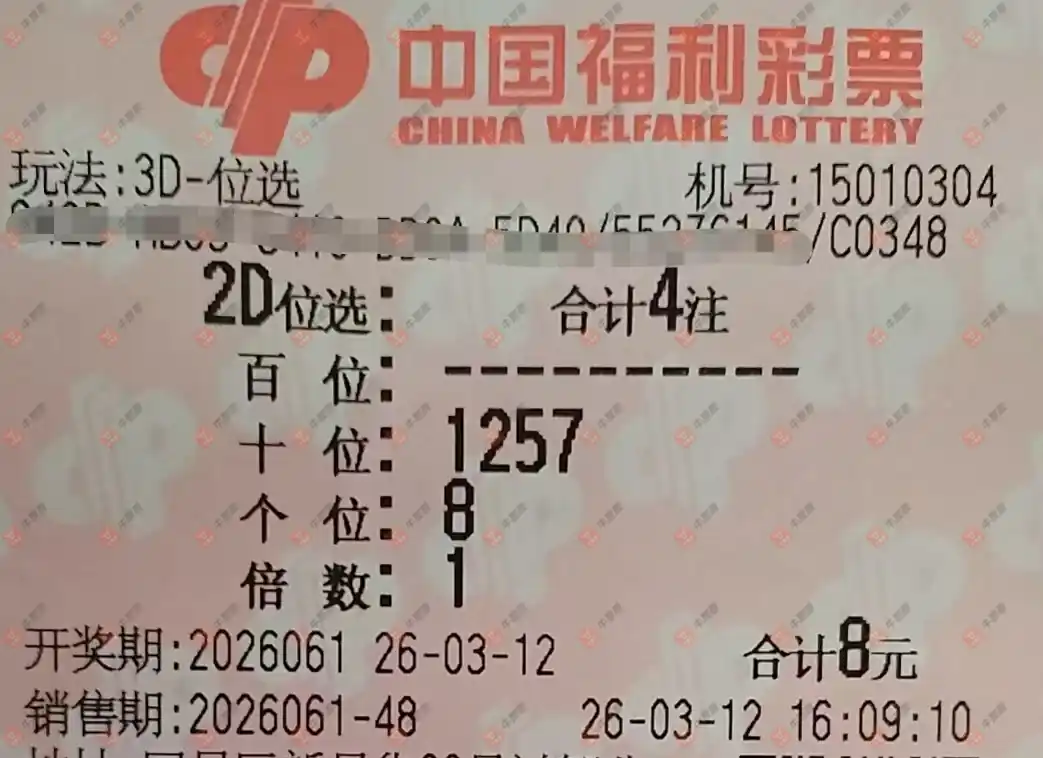 中国福利彩票
CHINA WELFARE LOTTERY
玩法:3D-位选 机号:15010304
/C0348
2D位选: 合计4注
百 位: ----------
十 位: 1257
个 位: 8
倍 数: 1
开奖期:2026061 26-03-12 合计8元
销售期:2026061-48 26-03-12 16:09:10